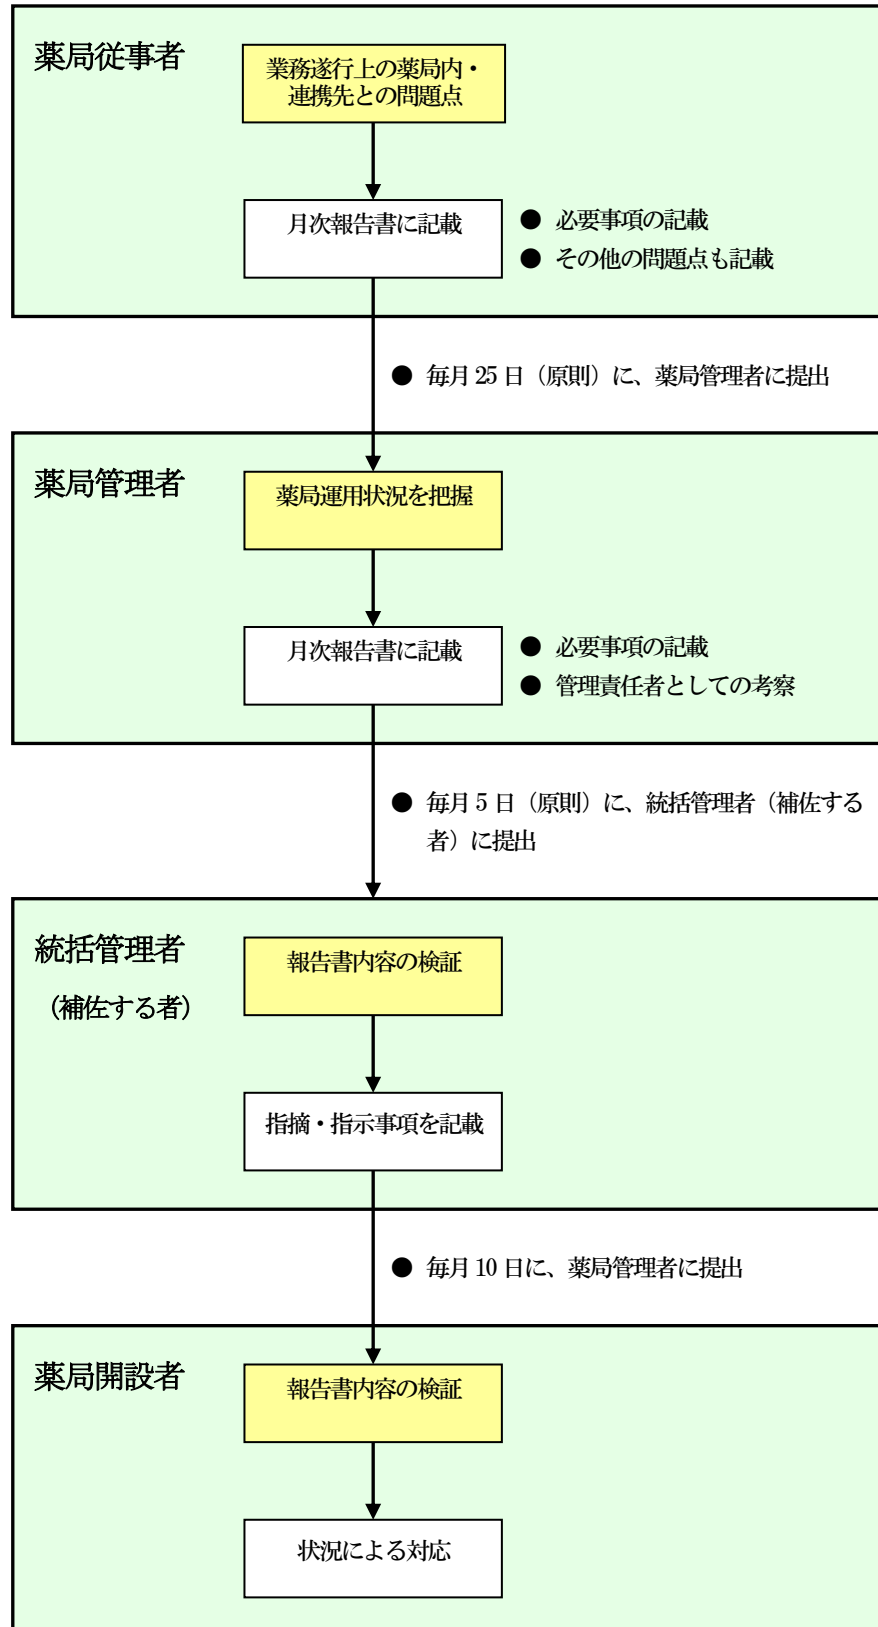 薬局従事者
業務遂行上の薬局内・
連携先との問題点
月次報告書に記載
● 必要事項の記載
● その他の問題点も記載
● 毎月 25 日（原則）に、薬局管理者に提出
薬局管理者
薬局運用状況を把握
月次報告書に記載
● 必要事項の記載
● 管理責任者としての考察
● 毎月 5 日（原則）に、統括管理者（補佐する
者）に提出
統括管理者
（補佐する者）
報告書内容の検証
指摘・指示事項を記載
● 毎月 10 日に、薬局管理者に提出
薬局開設者
報告書内容の検証
状況による対応